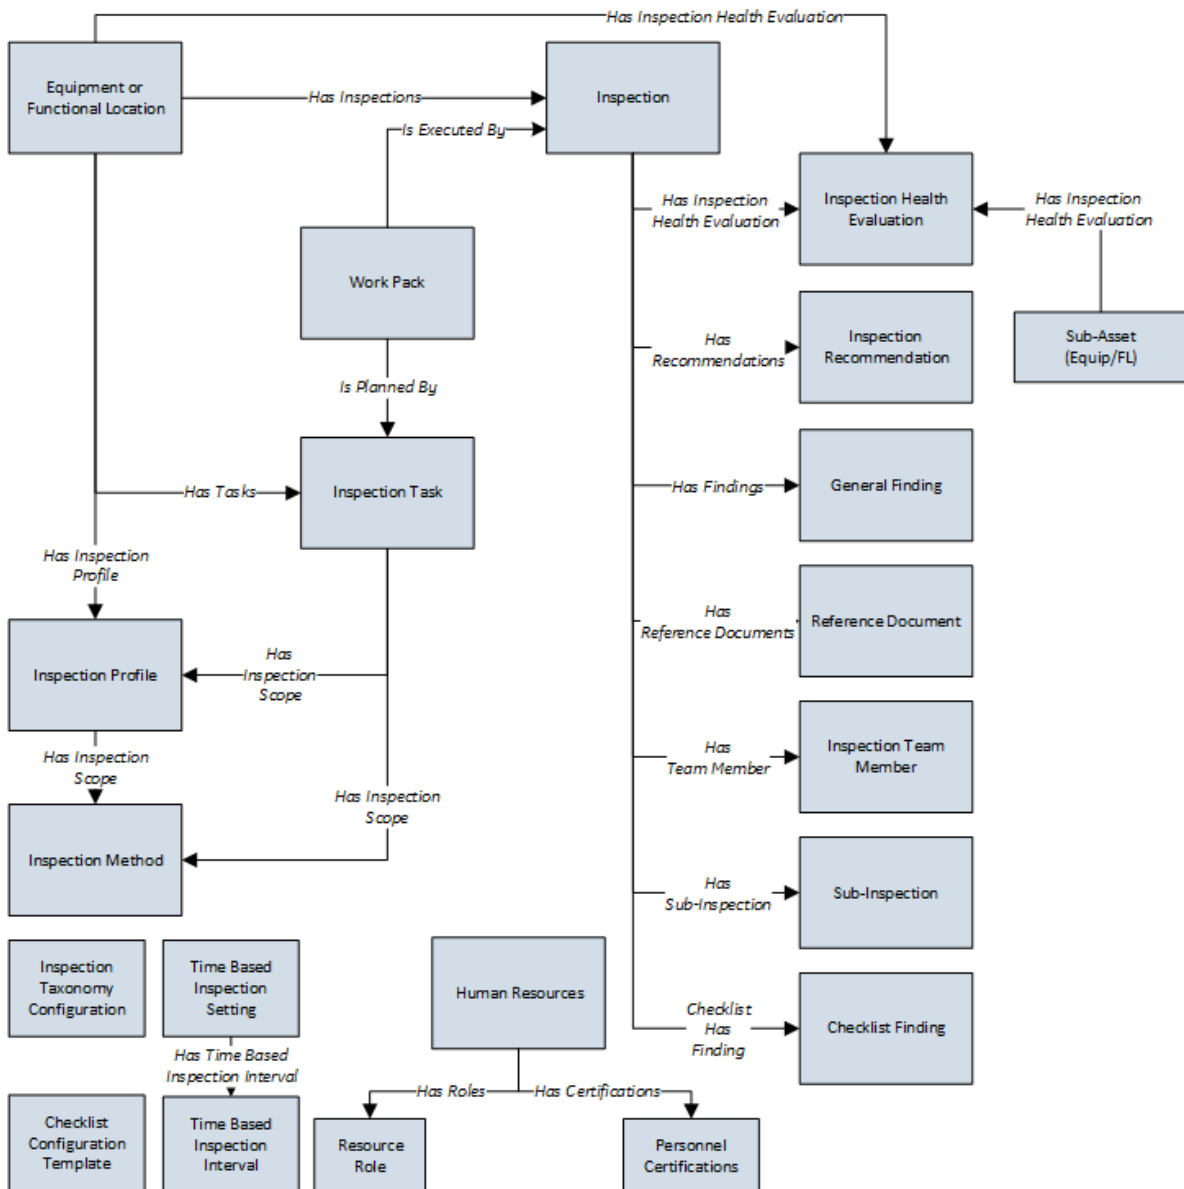 Has Inspection Health Evaluation
Equipment or
Functional Location
Has Inspections
Inspection
Is Executed By
Has Inspection
Health Evaluation
Inspection Health
Evaluation
Has Inspection
Health Evaluation
Work Pack
Has
Recommendations
Inspection
Recommendation
Sub-Asset
(Equip/FL)
Is Planned By
Has Tasks
Inspection Task
Has Findings
General Finding
Has Inspection
Profile
Has
Reference Documents
Reference Document
Inspection Profile
Has
Inspection
Scope
Has Inspection
Scope
Has
Team Member
Inspection Team
Member
Has Inspection
Scope
Inspection Method
Has
Sub-Inspection
Sub-Inspection
Inspection
Taxonomy
Configuration
Time Based
Inspection
Setting
Human Resources
Checklist
Has
Finding
Checklist Finding
Has Time Based
Inspection Interval
Has Roles
Has Certifications
Checklist
Configuration
Template
Time Based
Inspection
Interval
Resource
Role
Personnel
Certifications